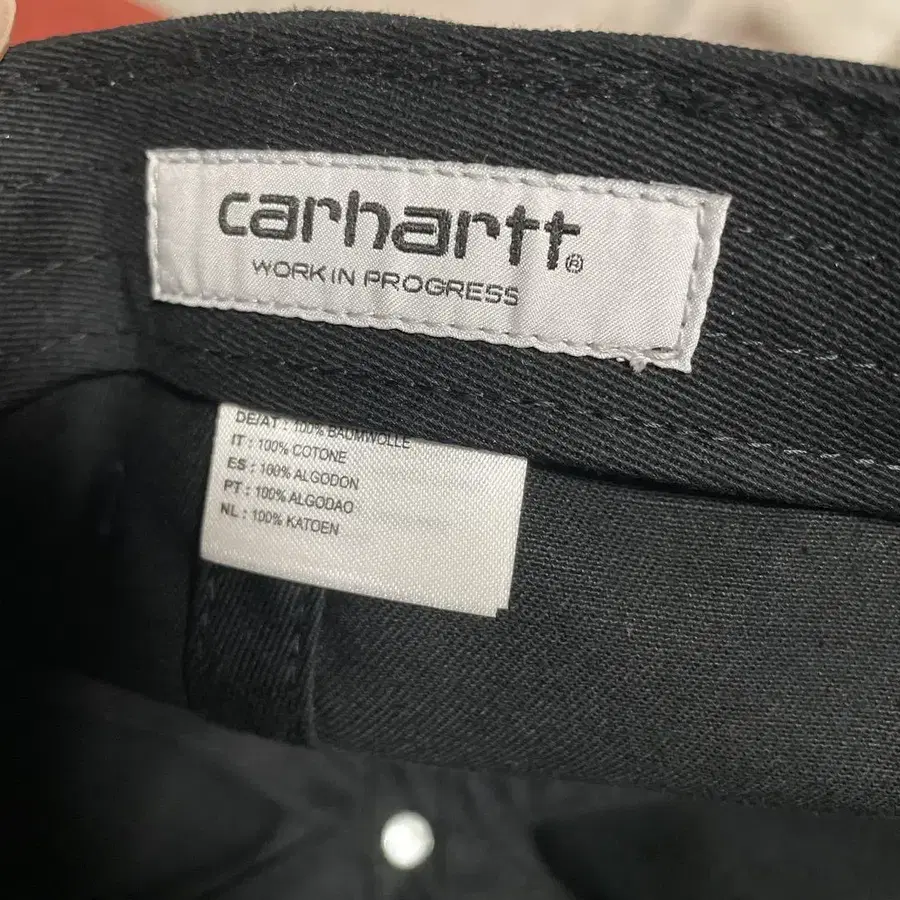 carhartt®
WORK IN PROGRESS
DE/AT : 100% BAUMWOLLE
IT : 100% COTONE
ES : 100% ALGODON
PT : 100% ALGODAO
NL : 100% KATOEN